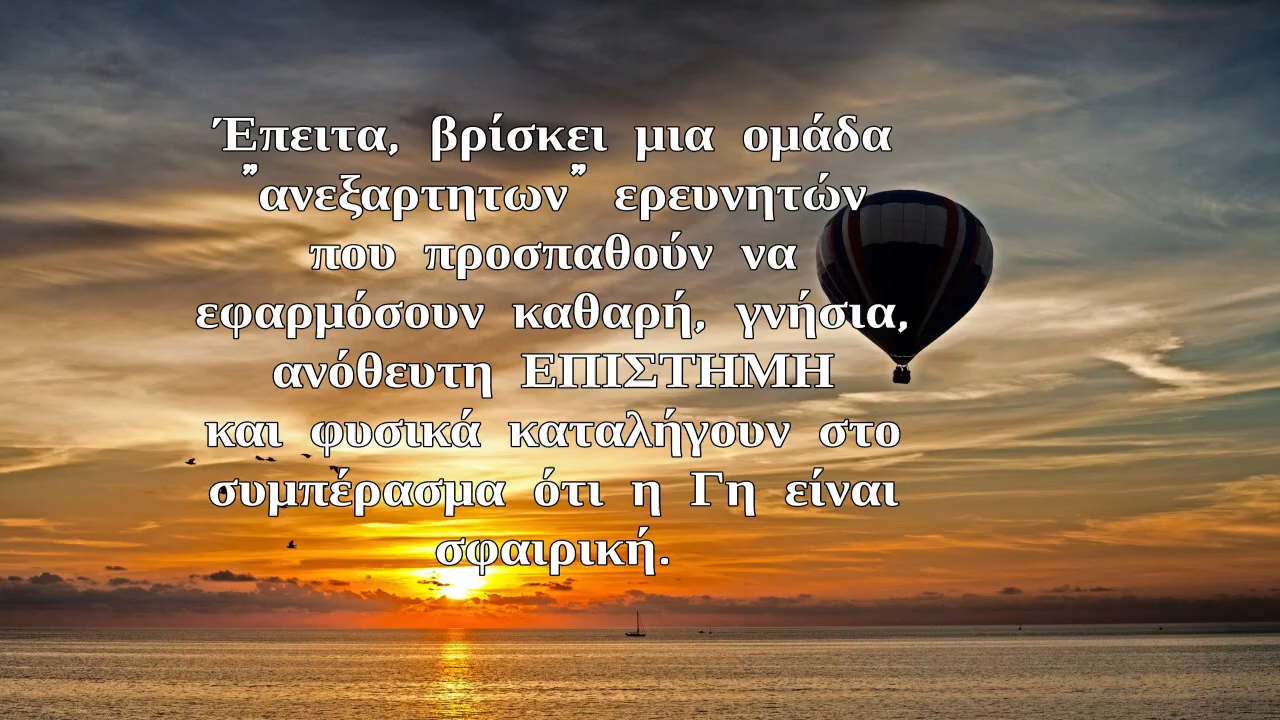 Έπειτα, βρίσκει μια ομάδα
"ανεξαρτητων" ερευνητών
που προσπαθούν να
εφαρμόσουν καθαρή, γνήσια,
ανόθευτη ΕΠΙΣΤΗΜΗ
και φυσικά καταλήγουν στο
συμπέρασμα ότι η Γη είναι
σφαιρική.